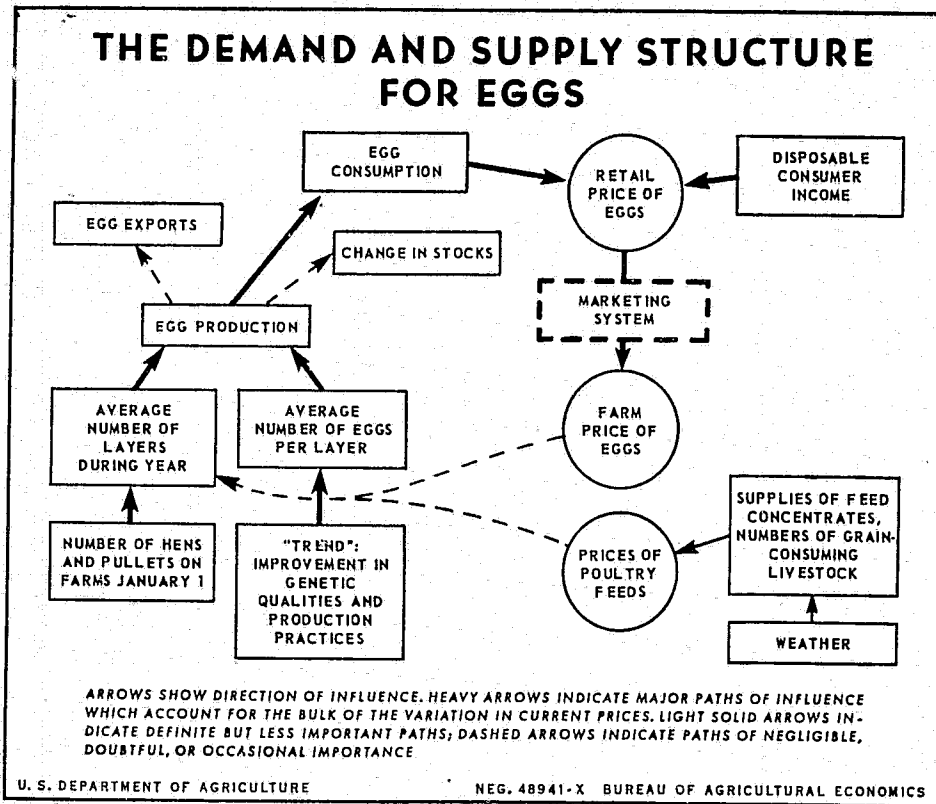 THE DEMAND AND SUPPLY STRUCTURE
FOR EGGS
EGG
CONSUMPTION
RETAIL
PRICE OF
EGGS
DISPOSABLE
CONSUMER
INCOME
EGG EXPORTS
CHANGE IN STOCKS
MARKETING
SYSTEM
EGG PRODUCTION
AVERAGE
NUMBER OF
LAYERS
DURING YEAR
AVERAGE
NUMBER OF EGGS
PER LAYER
FARM
PRICE OF
EGGS
NUMBER OF HENS
AND PULLETS ON
FARMS JANUARY 1
"TREND":
IMPROVEMENT IN
GENETIC
QUALITIES AND
PRODUCTION
PRACTICES
PRICES OF
POULTRY
FEEDS
SUPPLIES OF FEED
CONCENTRATES,
NUMBERS OF GRAIN-
CONSUMING
LIVESTOCK
WEATHER
ARROWS SHOW DIRECTION OF INFLUENCE. HEAVY ARROWS INDICATE MAJOR PATHS OF INFLUENCE
WHICH ACCOUNT FOR THE BULK OF THE VARIATION IN CURRENT PRICES. LIGHT SOLID ARROWS IN-
DICATE DEFINITE BUT LESS IMPORTANT PATHS; DASHED ARROWS INDICATE PATHS OF NEGLIGIBLE,
DOUBTFUL, OR OCCASIONAL IMPORTANCE
U. S. DEPARTMENT OF AGRICULTURE
NEG. 48941-X BUREAU OF AGRICULTURAL ECONOMICS